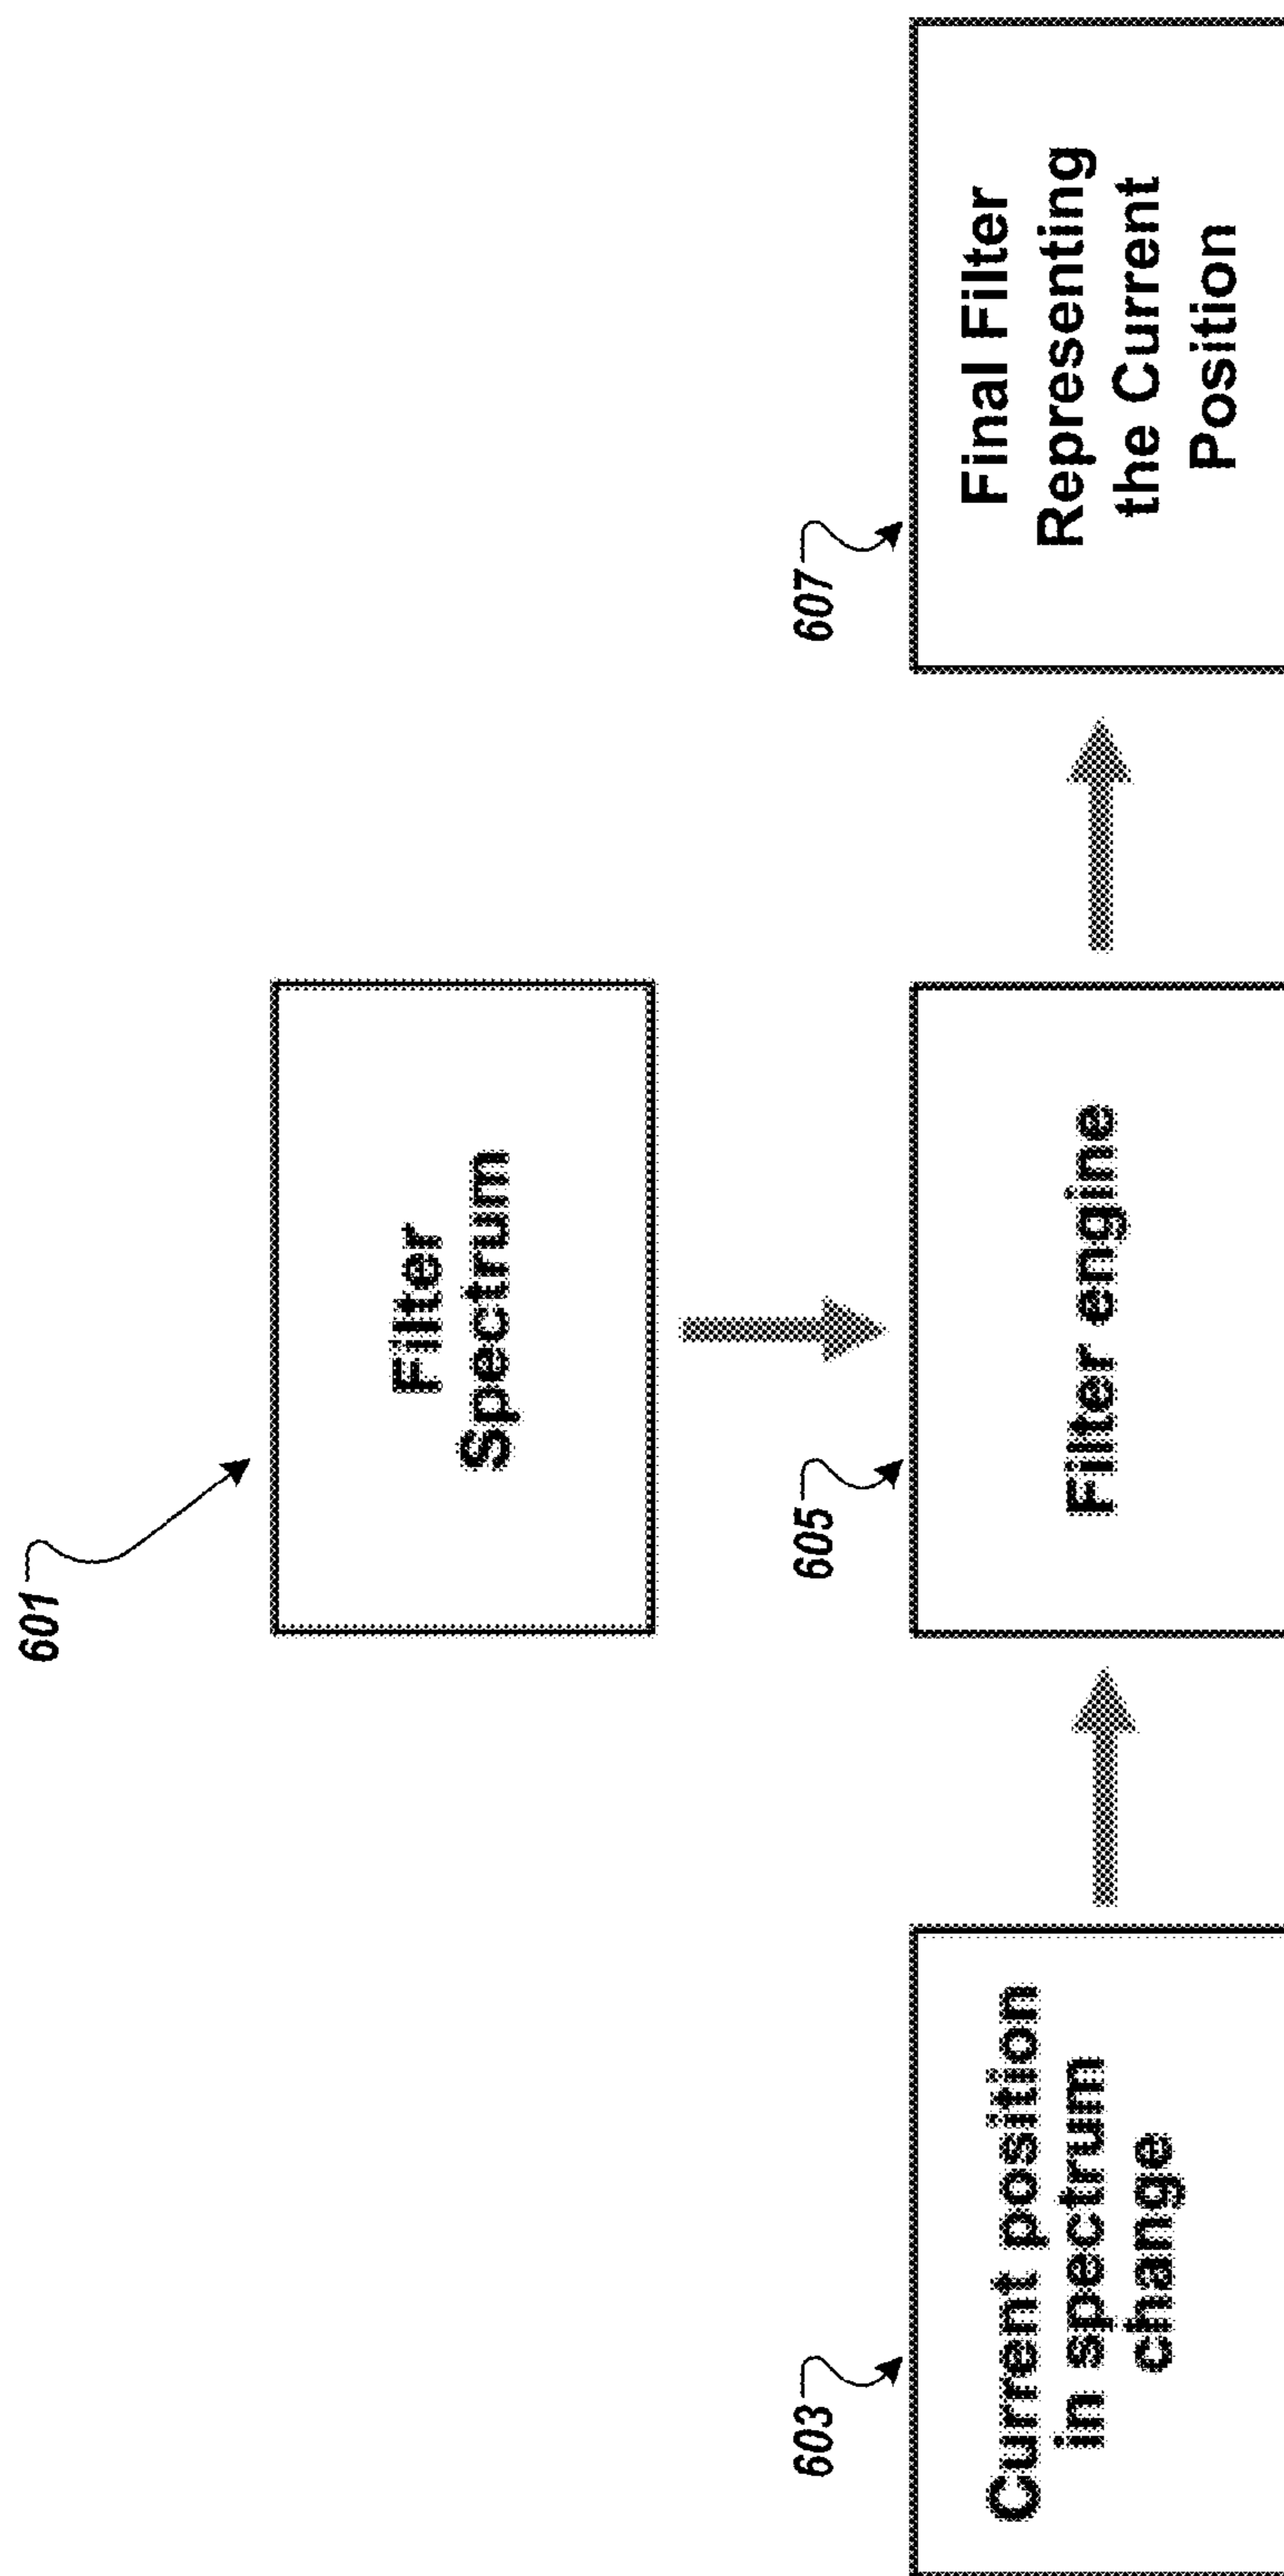 601
Filter
Spectrum
603
Current position
in spectrum
change
605
Filter engine
607
Final Filter
Representing
the Current
Position